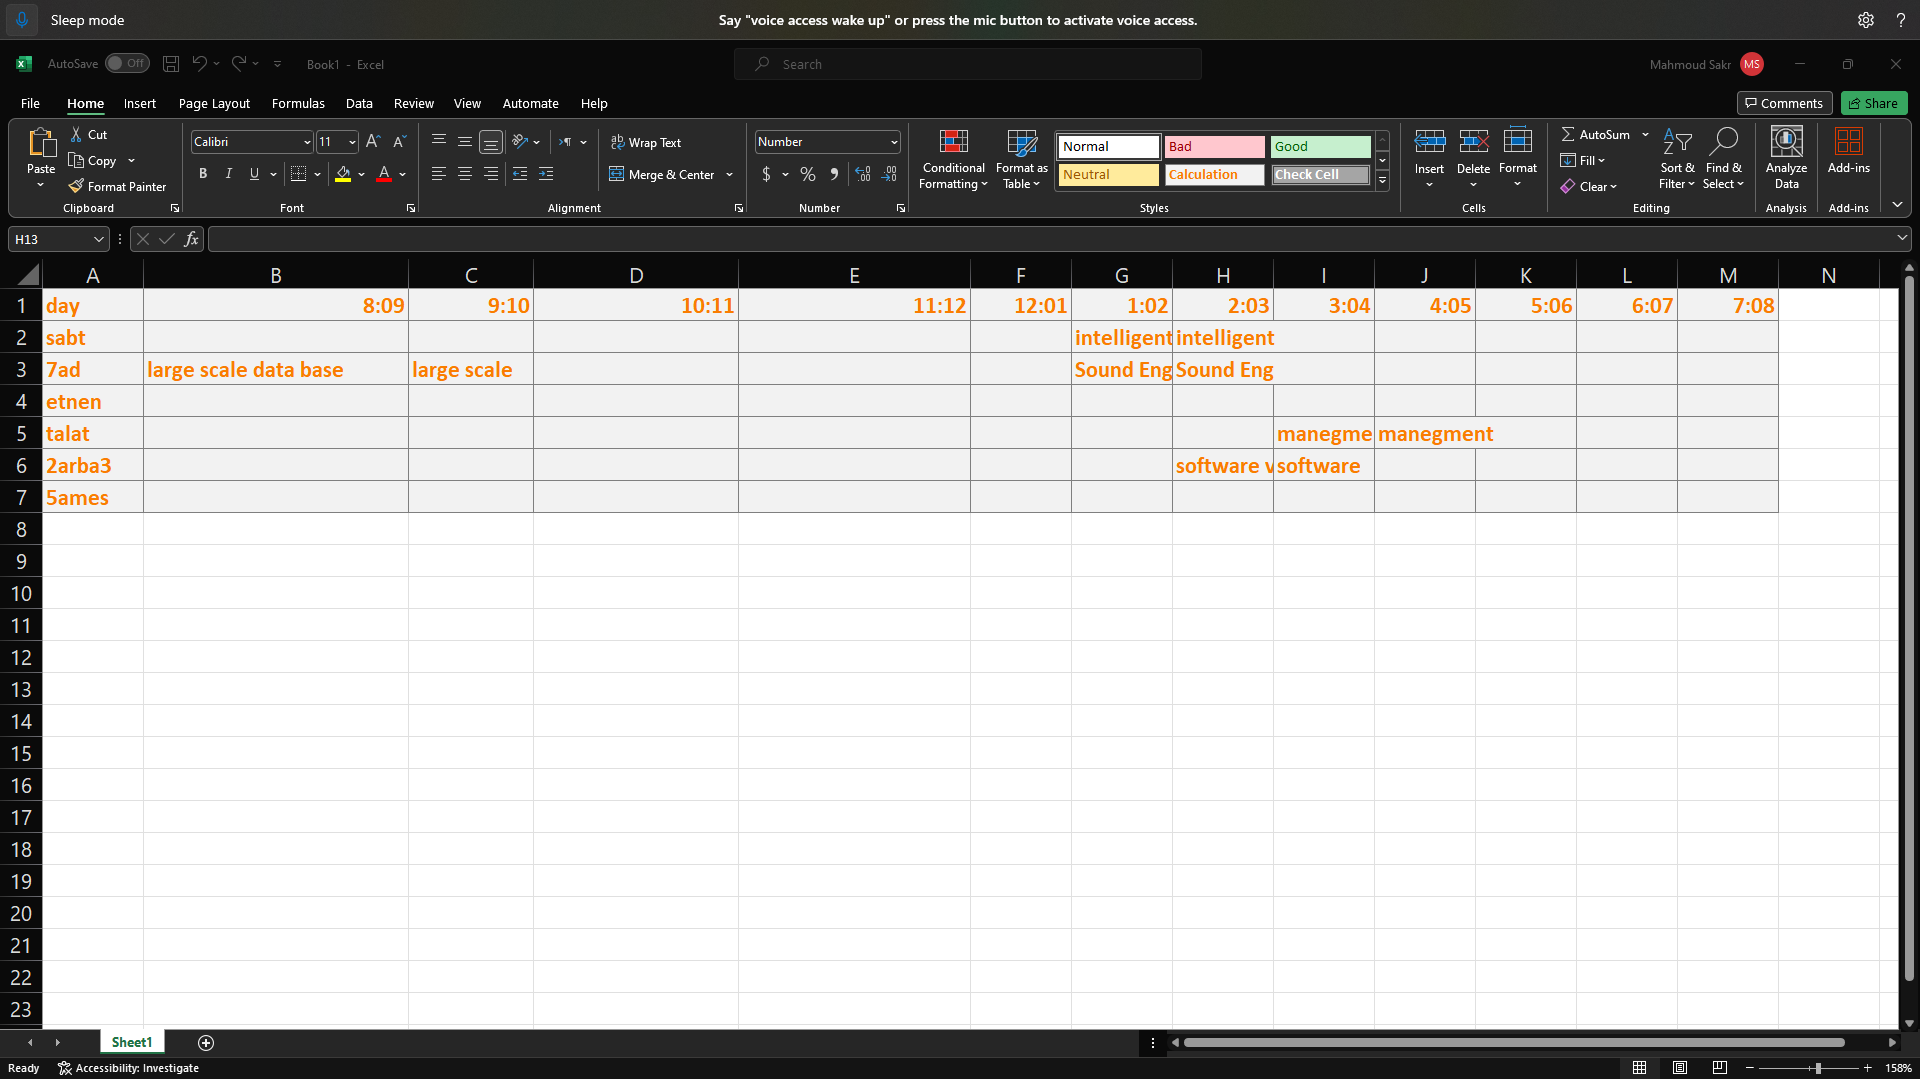 Sleep mode
Say "voice access wake up" or press the mic button to activate voice access.
?
AutoSave Off
Book1 - Excel
Search
Mahmoud Sakr MS
File Home Insert Page Layout Formulas Data Review View Automate Help
Comments Share
Paste
Cut
Copy
Format Painter
Clipboard
Calibri 11
B I U
Font
Wrap Text
Merge & Center
Alignment
Number
$ % 9
Number
Conditional Formatting
Format as Table
Normal Bad Good
Neutral Calculation Check Cell
Styles
Insert Delete Format
Cells
AutoSum
Fill
Clear
Sort & Filter
Find & Select
Editing
Analyze Data
Analysis
Add-ins
Add-ins
H13 fx
A B C D E F G H I J K L M N
1 day 8:09 9:10 10:11 11:12 12:01 1:02 2:03 3:04 4:05 5:06 6:07 7:08
2 sabt intelligent intelligent
3 7ad large scale data base large scale Sound Eng Sound Eng
4 etnen
5 talat manegme manegment
6 2arba3 software software
7 5ames
8
9
10
11
12
13
14
15
16
17
18
19
20
21
22
23
Sheet1
Ready Accessibility: Investigate 158%